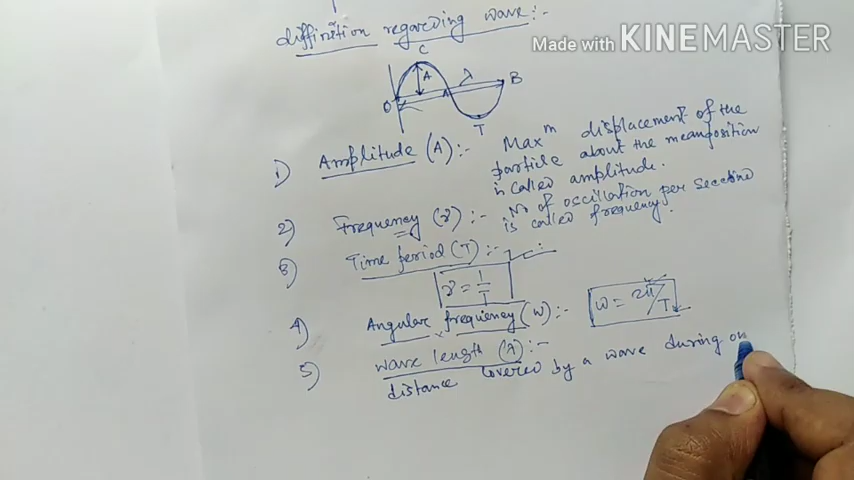 diffinition regarding wave :-
Made with KINEMASTER
C
A
λ
B
O
A
T
1) Amplitude (A) :- Max^m displacement of the
particle about the meanposition
is called amplitude.
2) Frequency (ν) :- No of oscillation per second
is called frequency.
3) Time period (T) :-
ν = 1/T
4) Angular frequency (W) :- W = 2π/T
5) wave length (λ) :-
distance covered by a wave during on